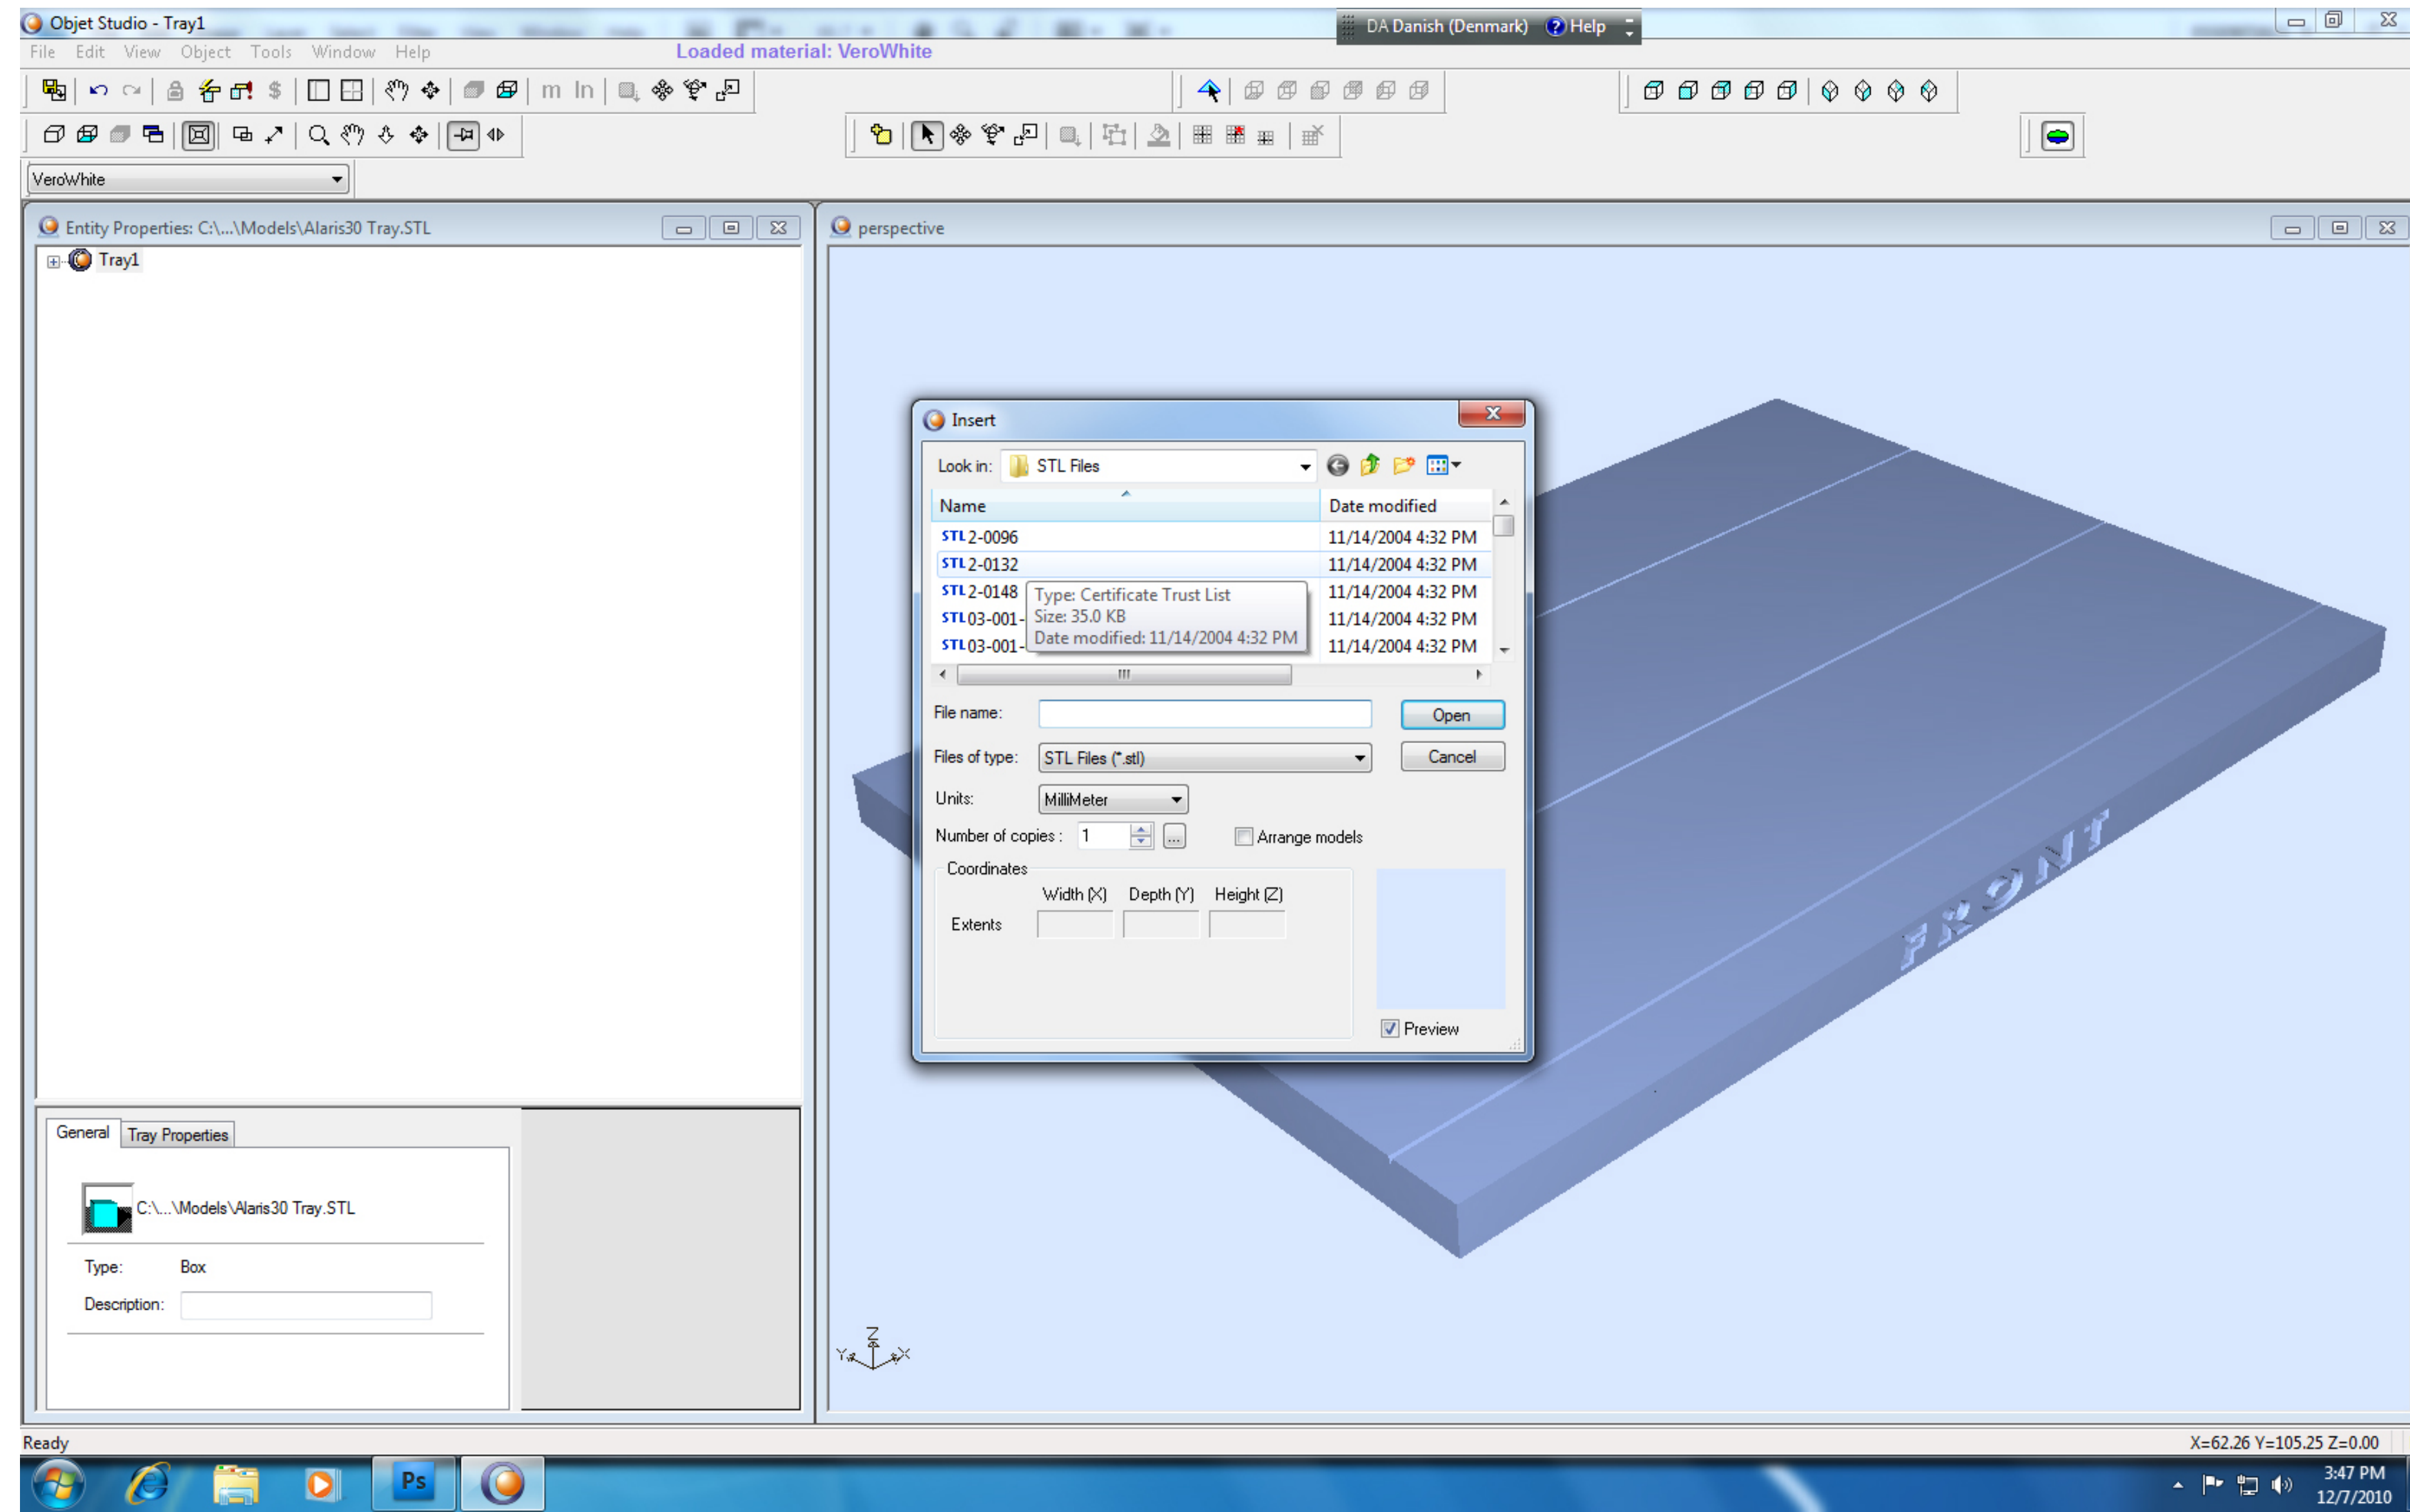 Objet Studio - Tray1
DA Danish (Denmark) Help
File Edit View Object Tools Window Help
Loaded material: VeroWhite
$ m ln
VeroWhite
Entity Properties: C:\...\Models\Alaris30 Tray.STL
perspective
Tray1
Insert
Look in: STL Files
Name Date modified
STL 2-0096 11/14/2004 4:32 PM
STL 2-0132 11/14/2004 4:32 PM
STL 2-0148 11/14/2004 4:32 PM
STL 03-001- 11/14/2004 4:32 PM
STL 03-001- 11/14/2004 4:32 PM
Type: Certificate Trust List
Size: 35.0 KB
Date modified: 11/14/2004 4:32 PM
File name: Open
Files of type: STL Files (*.stl) Cancel
Units: MilliMeter
Number of copies : 1 ... Arrange models
Coordinates
Width (X) Depth (Y) Height (Z)
Extents
Preview
FRONT
General Tray Properties
C:\...\Models\Alaris30 Tray.STL
Type: Box
Description:
Z
Y X
Ready
X=62.26 Y=105.25 Z=0.00
Ps
3:47 PM
12/7/2010